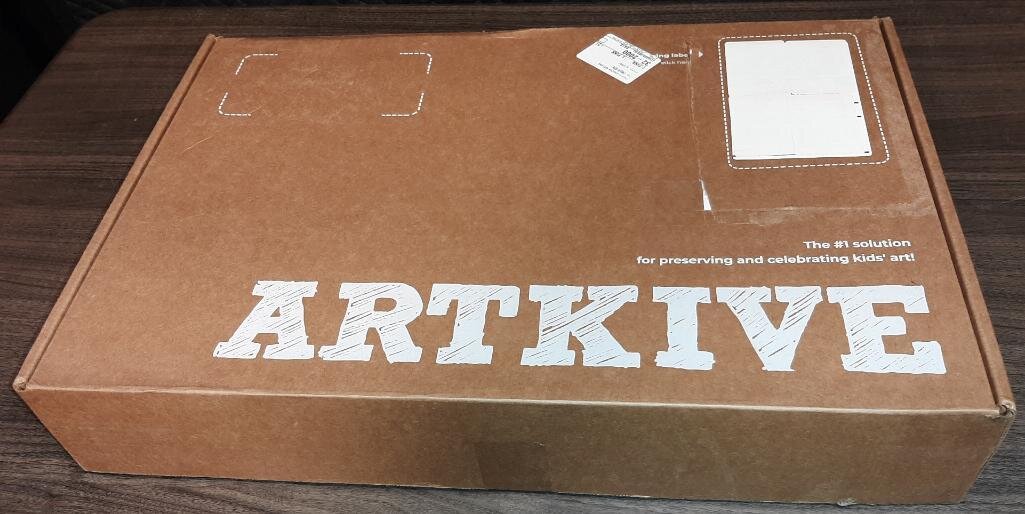 The #1 solution
for preserving and celebrating kids' art!
ARTKIVE